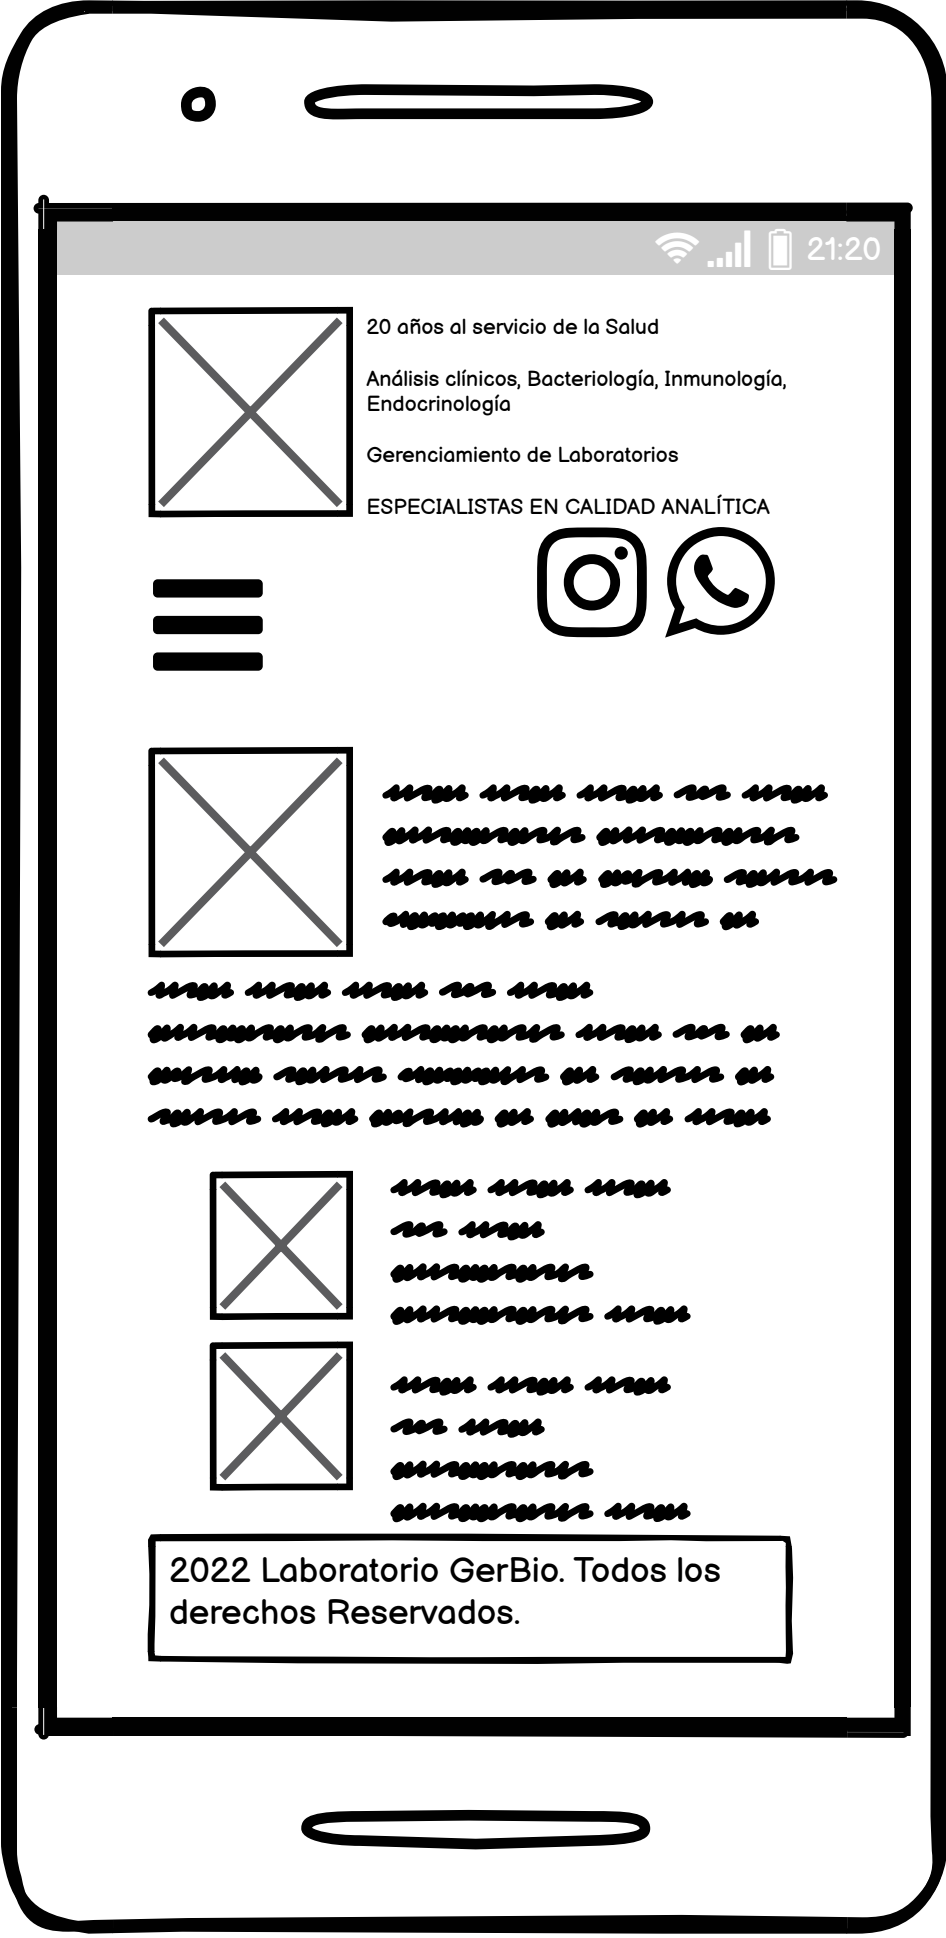 21:20
20 años al servicio de la Salud
Análisis clínicos, Bacteriología, Inmunología,
Endocrinología
Gerenciamiento de Laboratorios
ESPECIALISTAS EN CALIDAD ANALÍTICA
2022 Laboratorio GerBio. Todos los
derechos Reservados.